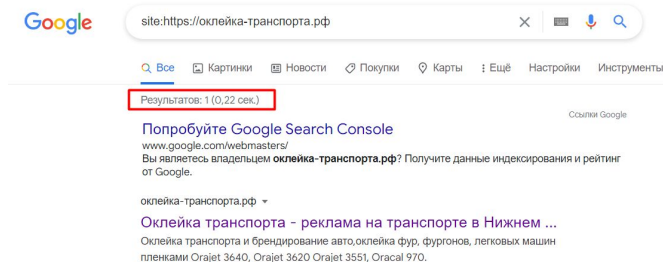 Google
site:https://оклейка-транспорта.рф
Все Картинки Новости Покупки Карты Ещё Настройки Инструменты
Результатов: 1 (0,22 сек.)
Ссылки Google
Попробуйте Google Search Console
www.google.com/webmasters/
Вы являетесь владельцем оклейка-транспорта.рф? Получите данные индексирования и рейтинг
от Google.
оклейка-транспорта.рф
Оклейка транспорта - реклама на транспорте в Нижнем ...
Оклейка транспорта и брендирование авто,оклейка фур, фургонов, легковых машин
пленками Orajet 3640, Orajet 3620 Orajet 3551, Oracal 970.